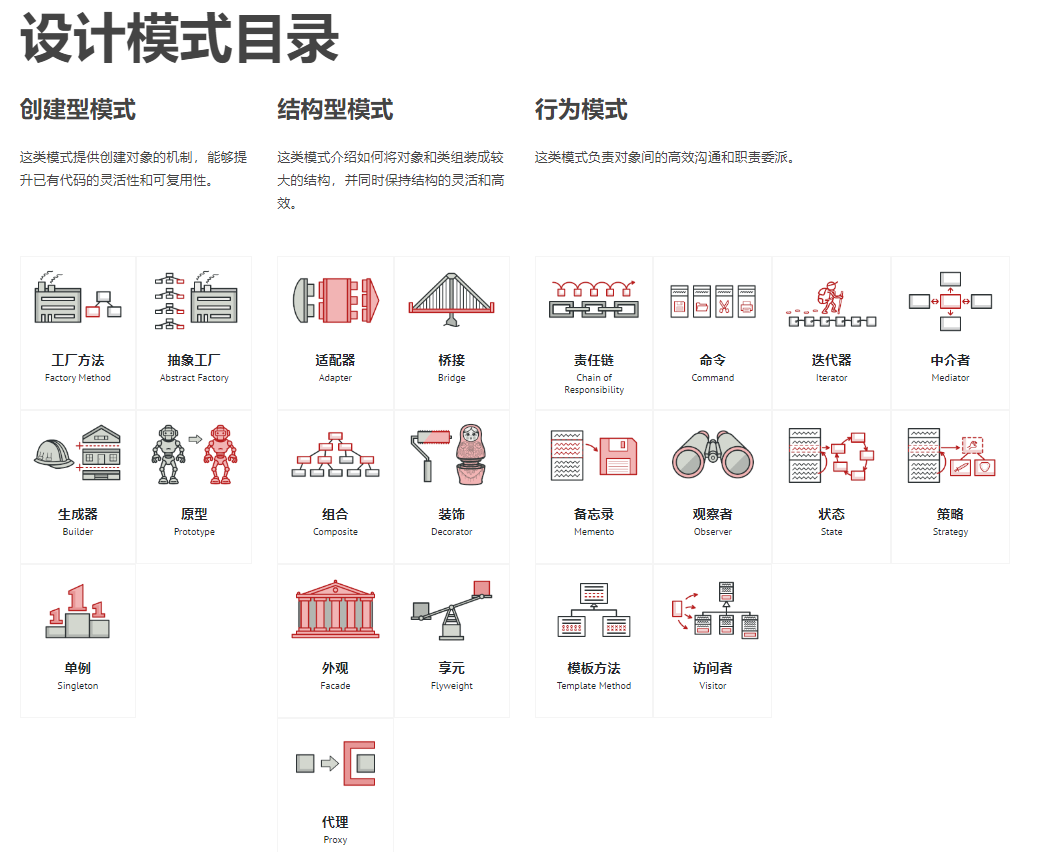 设计模式目录
创建型模式
这类模式提供创建对象的机制，能够提
升已有代码的灵活性和可复用性。
结构型模式
这类模式介绍如何将对象和类组装成较
大的结构，并同时保持结构的灵活和高
效。
行为模式
这类模式负责对象间的高效沟通和职责委派。
工厂方法
Factory Method
抽象工厂
Abstract Factory
生成器
Builder
原型
Prototype
1
1
1
单例
Singleton
适配器
Adapter
桥接
Bridge
组合
Composite
装饰
Decorator
外观
Facade
享元
Flyweight
代理
Proxy
责任链
Chain of
Responsibility
命令
Command
迭代器
Iterator
中介者
Mediator
备忘录
Memento
观察者
Observer
状态
State
策略
Strategy
模板方法
Template Method
访问者
Visitor